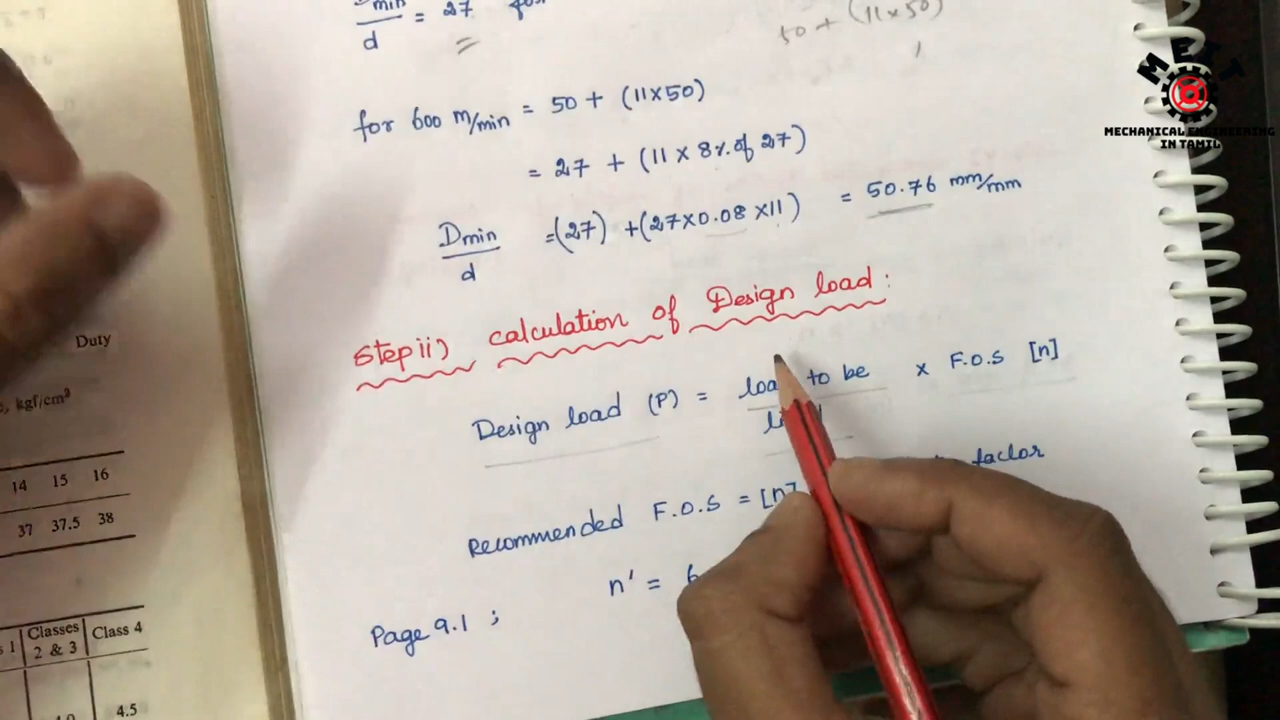 Dmin
d
= 27
50 + (11×50)
for 600 m/min = 50 + (11×50)
= 27 + (11 × 8% of 27)
Dmin
d
=(27) +(27×0.08×11) = 50.76 mm/mm
Step ii) calculation of Design load:
Design load (P) = load to be × F.O.S [n]
Recommended F.O.S = [n]
factor
n' = 6
Page 9.1 ;
Duty
kgf/cm²
14 15 16
37 37.5 38
1 Classes 2 & 3 Class 4
4.5
METT
MECHANICAL ENGINEERING
IN TAMIL